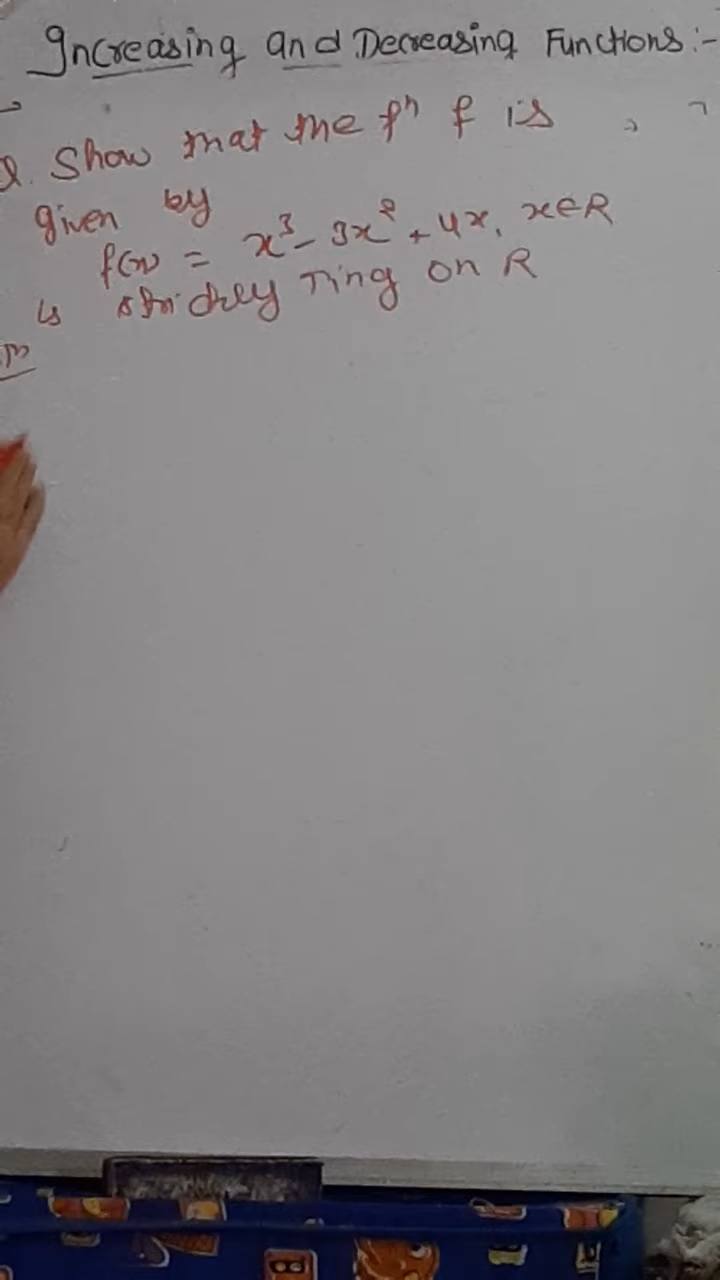 Increasing and Decreasing Functions:-
Q. Show that the fⁿ f is
given by
f(x) = x³ - 3x² + 4x, x∈R
is strictly ↑ing on R